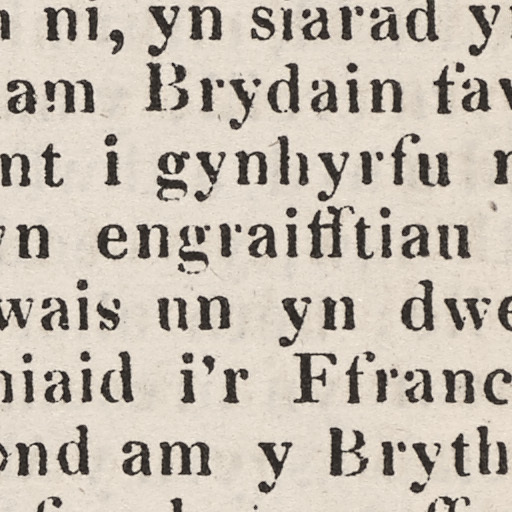 ni, yn siarad y
am Brydain fav
nt i gynhyrfu
yn engraifftiau
wais un yn dwe
niaid i'r Ffranc
ond am y Bryth